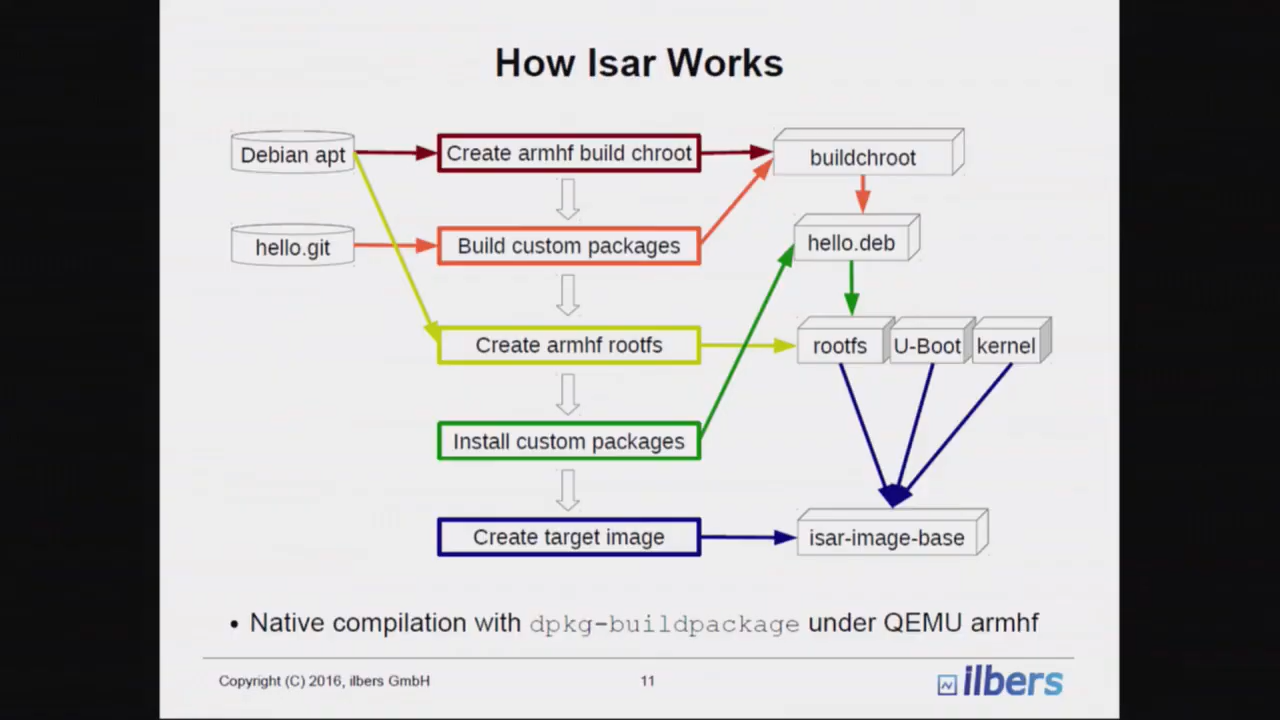 How Isar Works
Debian apt
Create armhf build chroot
buildchroot
hello.git
Build custom packages
hello.deb
Create armhf rootfs
rootfs
U-Boot
kernel
Install custom packages
Create target image
isar-image-base
• Native compilation with dpkg-buildpackage under QEMU armhf
Copyright (C) 2016, ilbers GmbH
11
ilbers